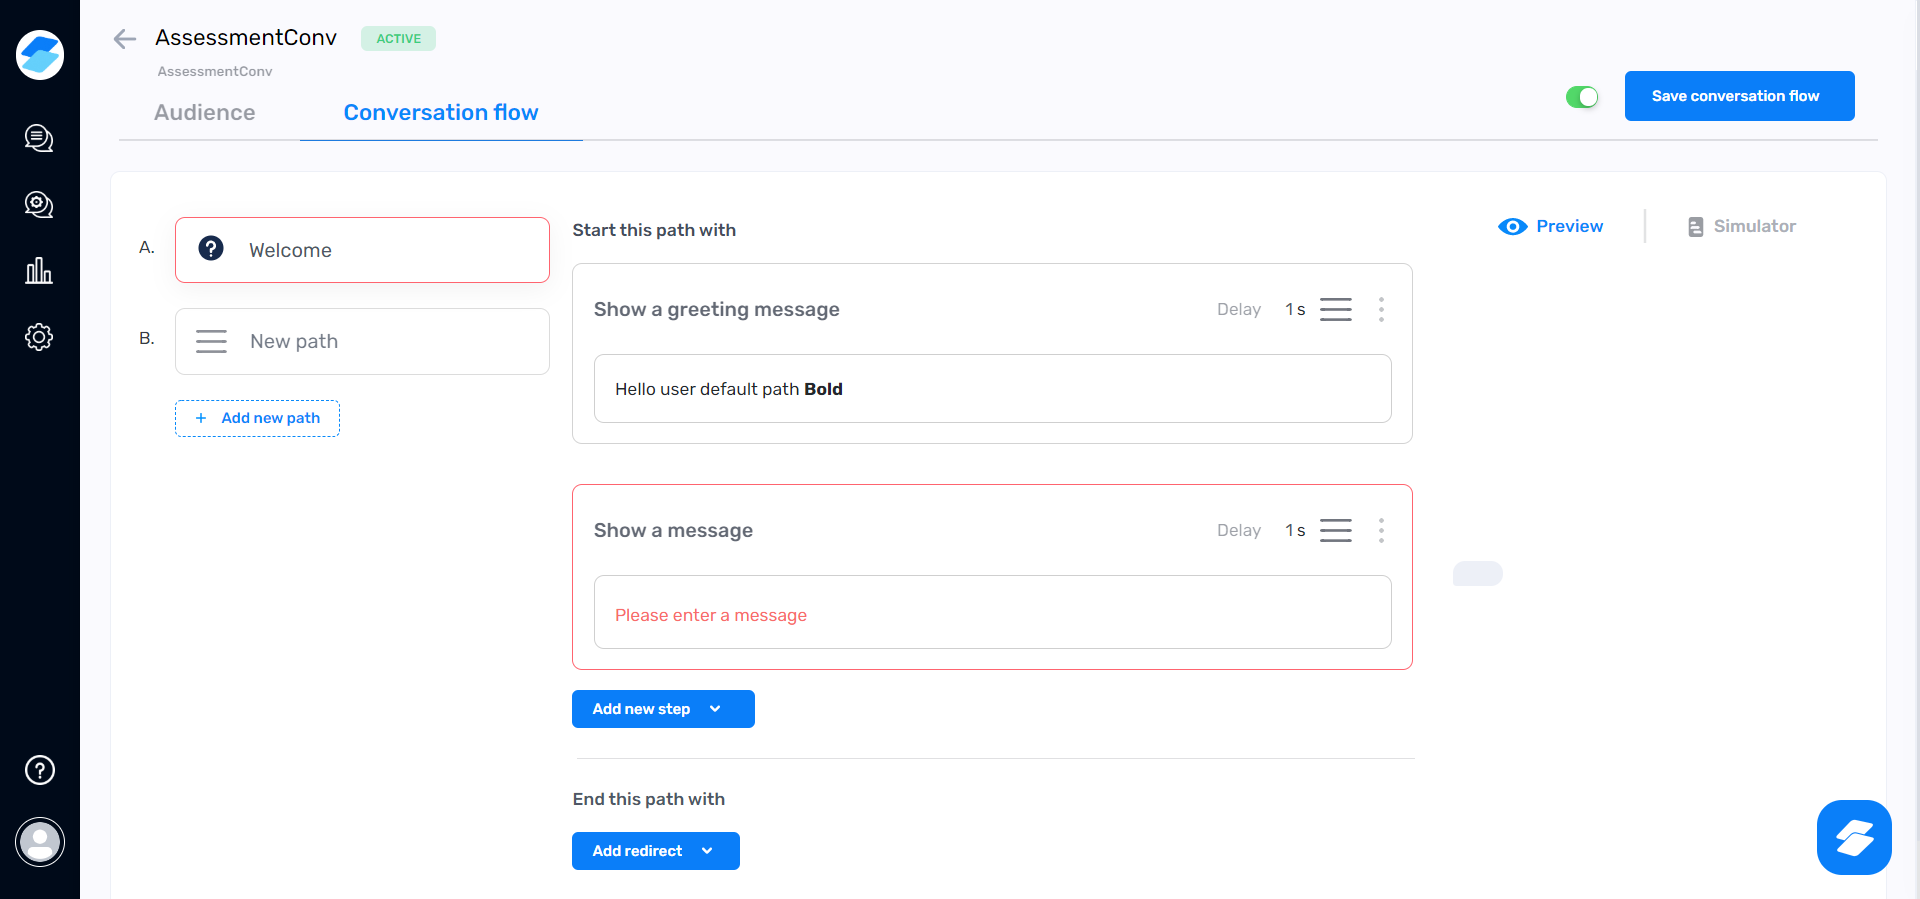 AssessmentConv
ACTIVE
AssessmentConv
Audience
Conversation flow
Save conversation flow
A.
Welcome
B.
New path
+ Add new path
Start this path with
Preview
Simulator
Show a greeting message
Delay 1 s
Hello user default path Bold
Show a message
Delay 1 s
Please enter a message
Add new step
End this path with
Add redirect